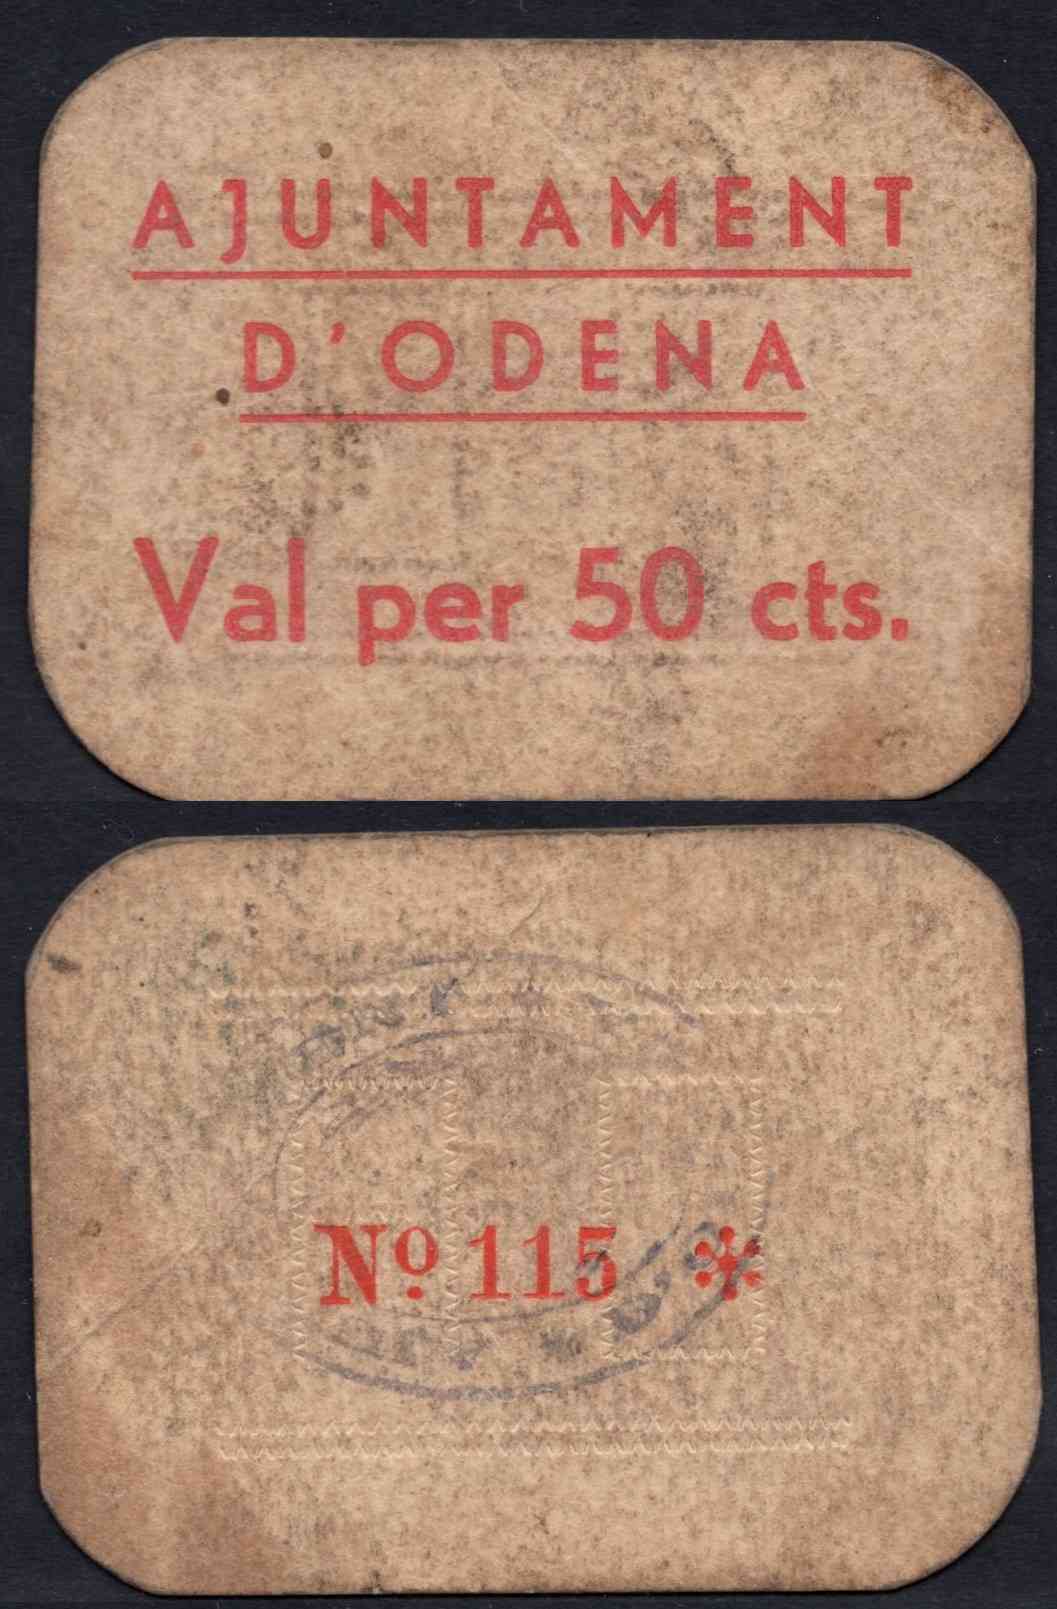 AJUNTAMENT
D'ODENA
Val per 50 cts.
Nº 115 *